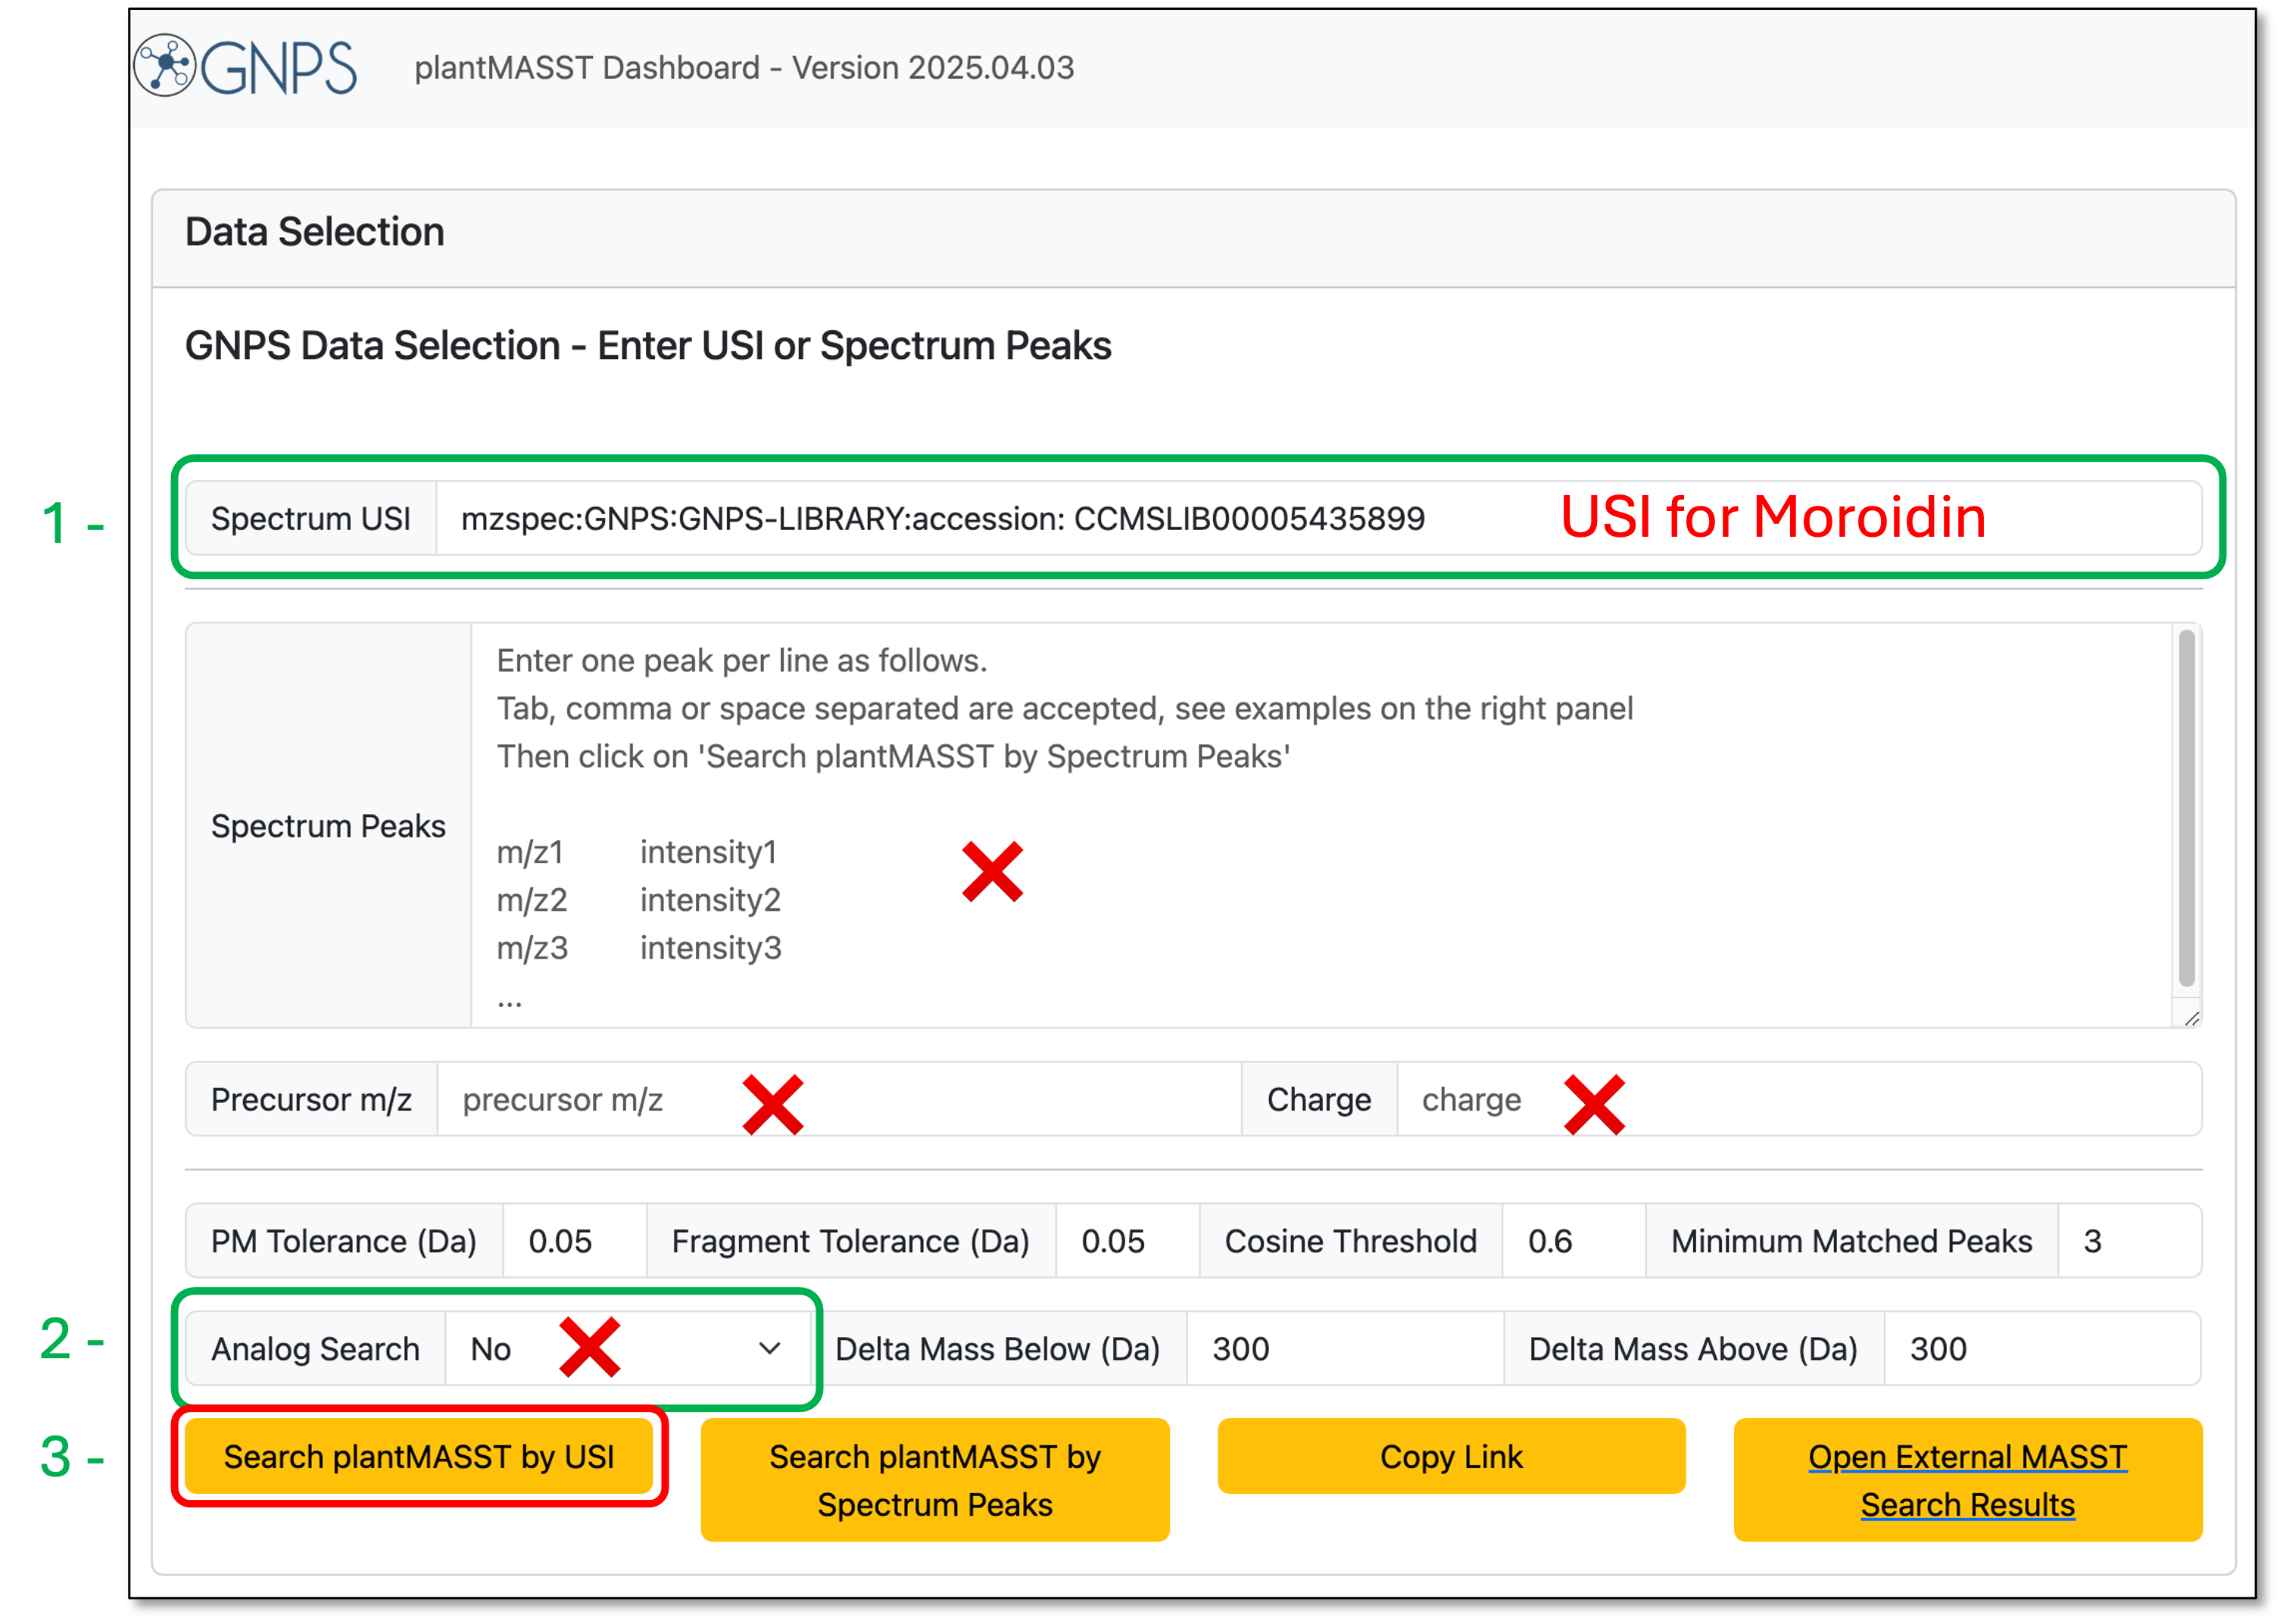 GNPS
plantMASST Dashboard - Version 2025.04.03
Data Selection
GNPS Data Selection - Enter USI or Spectrum Peaks
1 -
Spectrum USI mzspec:GNPS:GNPS-LIBRARY:accession: CCMSLIB00005435899 USI for Moroidin
Enter one peak per line as follows.
Tab, comma or space separated are accepted, see examples on the right panel
Then click on 'Search plantMASST by Spectrum Peaks'
Spectrum Peaks
m/z1 intensity1
m/z2 intensity2
m/z3 intensity3
...
Precursor m/z precursor m/z Charge charge
PM Tolerance (Da) 0.05 Fragment Tolerance (Da) 0.05 Cosine Threshold 0.6 Minimum Matched Peaks 3
2 - Analog Search No Delta Mass Below (Da) 300 Delta Mass Above (Da) 300
3 - Search plantMASST by USI
Search plantMASST by
Spectrum Peaks
Copy Link
Open External MASST
Search Results